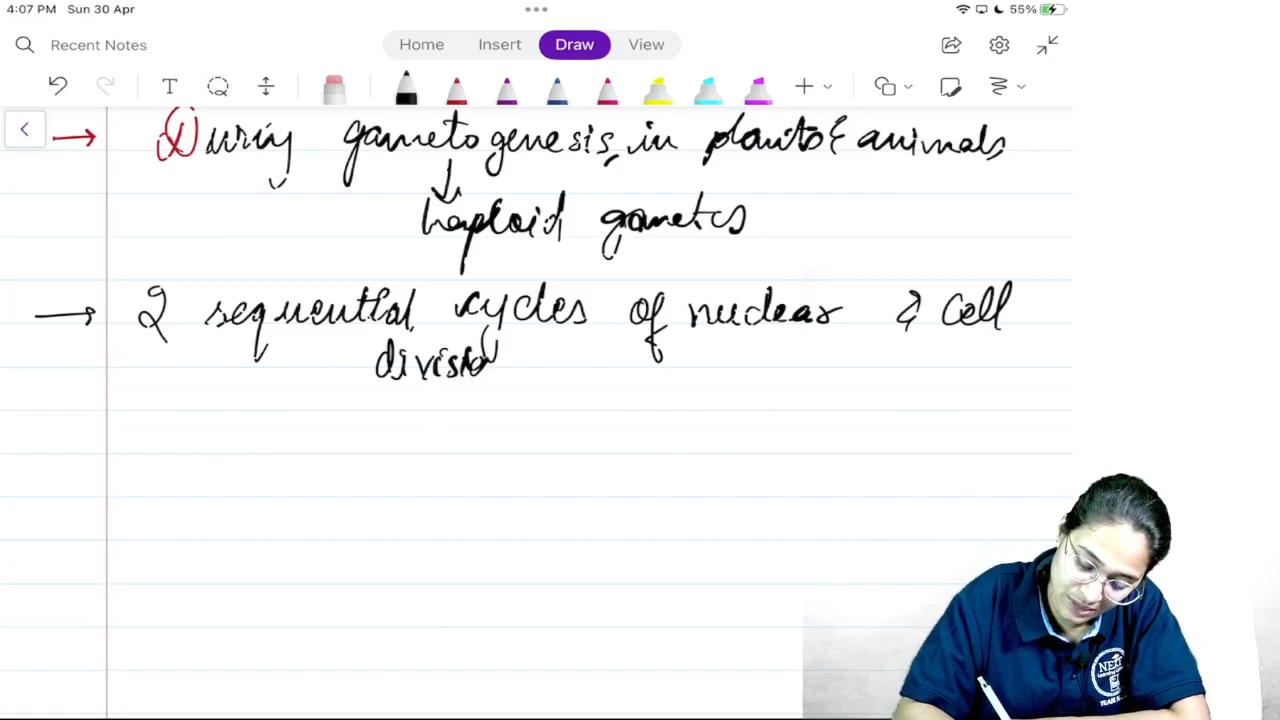 4:07 PM Sun 30 Apr
55%
Recent Notes
Home Insert Draw View
→ During gametogenesis, in plants & animals
↓
haploid gametes
→ 2 sequential cycles of nuclear & cell
division
NEET